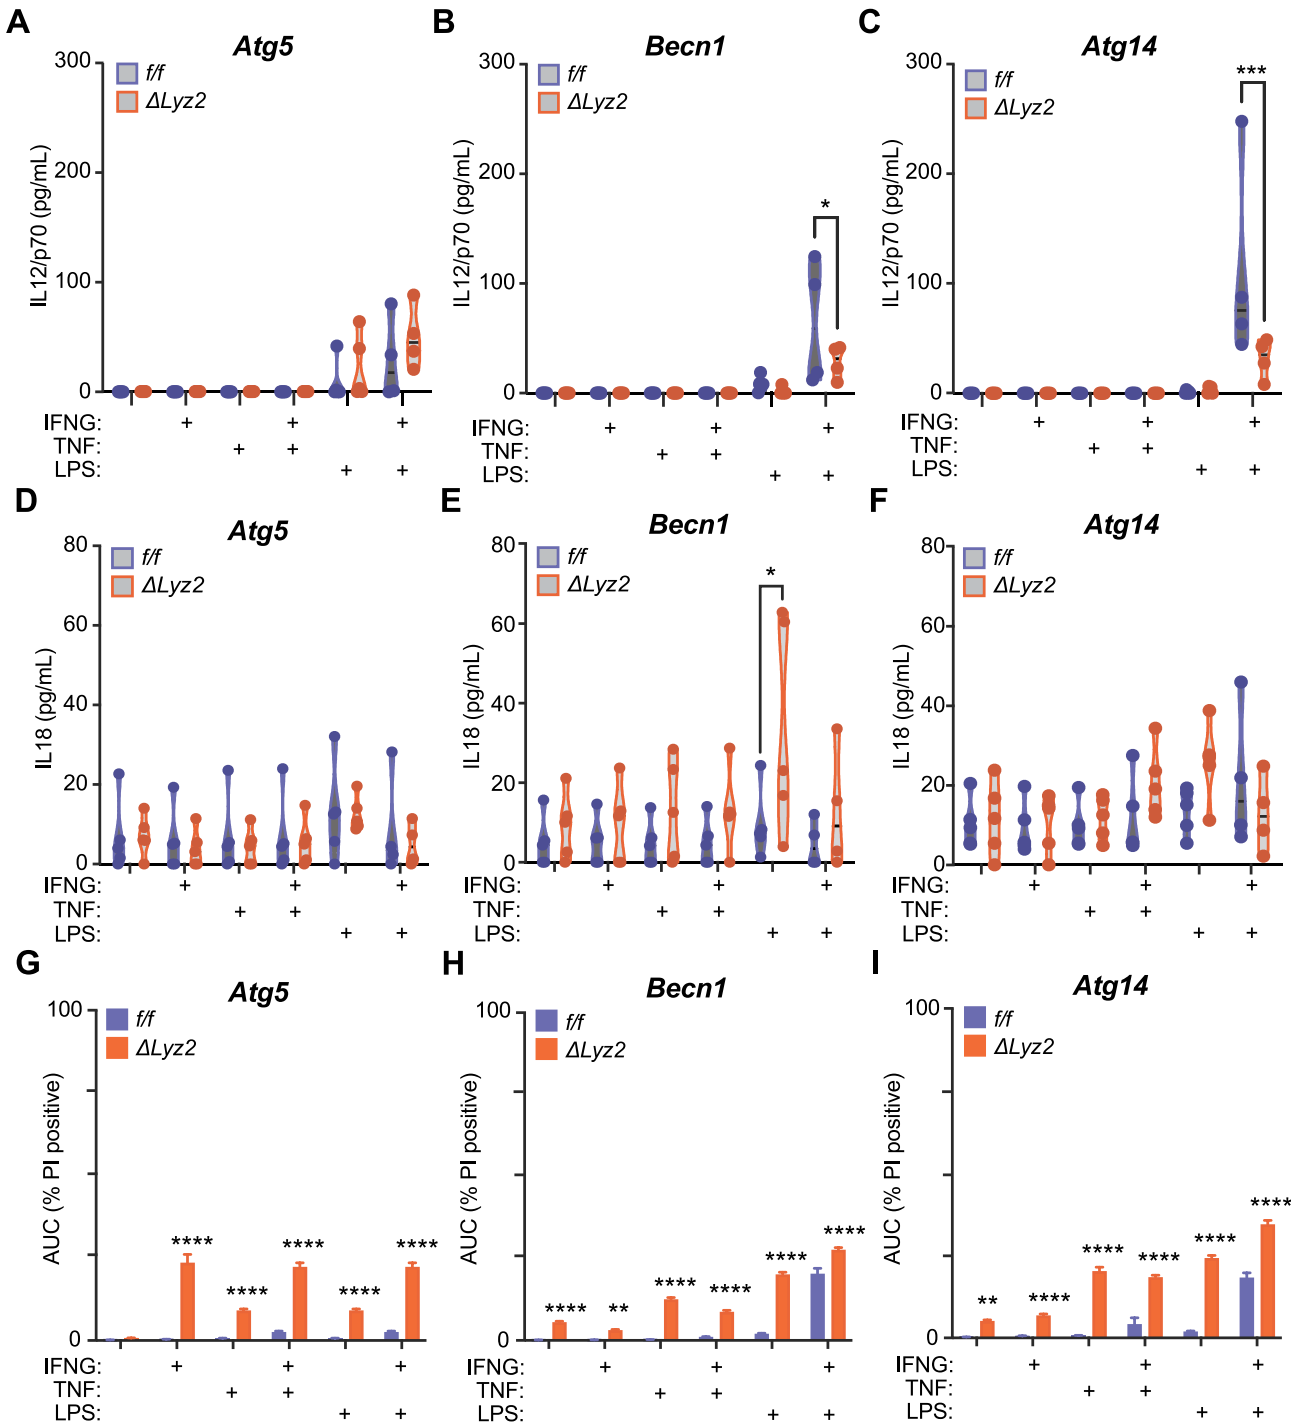 A
Atg5
300
200
100
0
IL12/p70 (pg/mL)
f/f
ΔLyz2
IFNG: + + +
TNF: + +
LPS: + +
B
Becn1
300
200
100
0
IL12/p70 (pg/mL)
f/f
ΔLyz2
*
IFNG: + + +
TNF: + +
LPS: + +
C
Atg14
300
200
100
0
IL12/p70 (pg/mL)
f/f
ΔLyz2
***
IFNG: + + +
TNF: + +
LPS: + +
D
Atg5
80
60
40
20
0
IL18 (pg/mL)
f/f
ΔLyz2
IFNG: + + +
TNF: + +
LPS: + +
E
Becn1
80
60
40
20
0
IL18 (pg/mL)
f/f
ΔLyz2
*
IFNG: + + +
TNF: + +
LPS: + +
F
Atg14
80
60
40
20
0
IL18 (pg/mL)
f/f
ΔLyz2
IFNG: + + +
TNF: + +
LPS: + +
G
Atg5
100
0
AUC (% PI positive)
f/f
ΔLyz2
**** **** **** **** ****
IFNG: + + +
TNF: + +
LPS: + +
H
Becn1
100
0
AUC (% PI positive)
f/f
ΔLyz2
**** ** **** **** **** ****
IFNG: + + +
TNF: + +
LPS: + +
I
Atg14
100
0
AUC (% PI positive)
f/f
ΔLyz2
** **** **** **** **** ****
IFNG: + + +
TNF: + +
LPS: + +